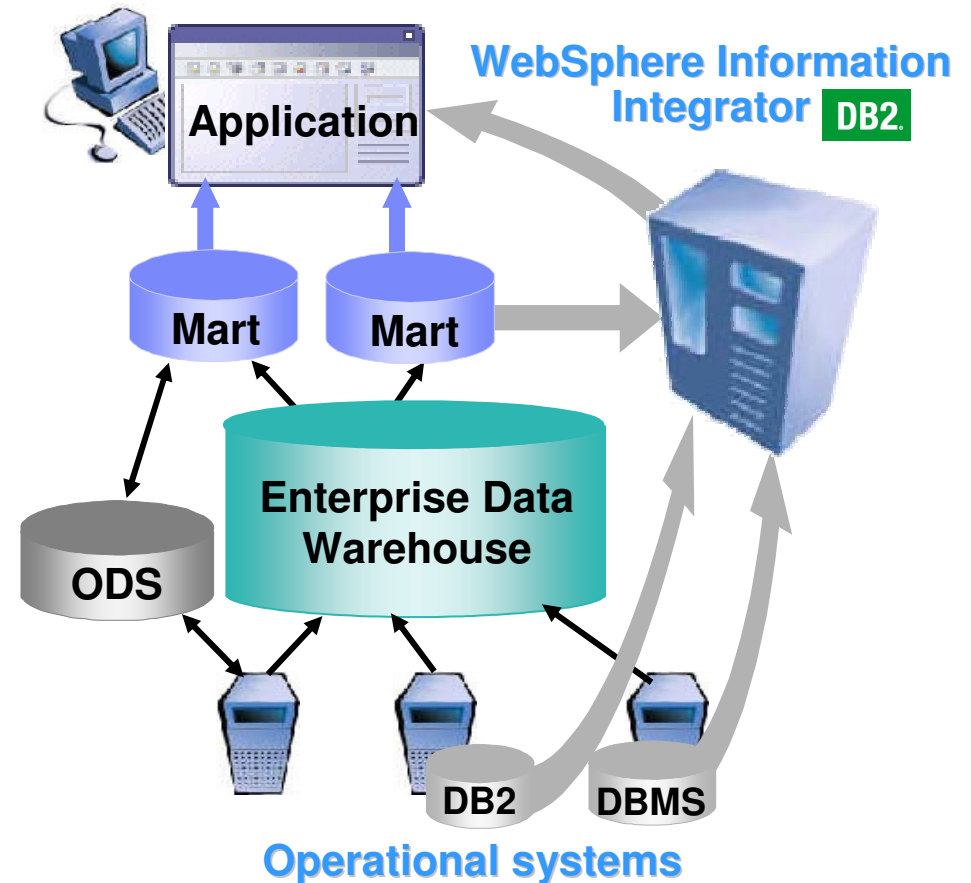 WebSphere Information
Integrator DB2.
Application
Mart
Mart
Enterprise Data
Warehouse
ODS
DB2
DBMS
Operational systems